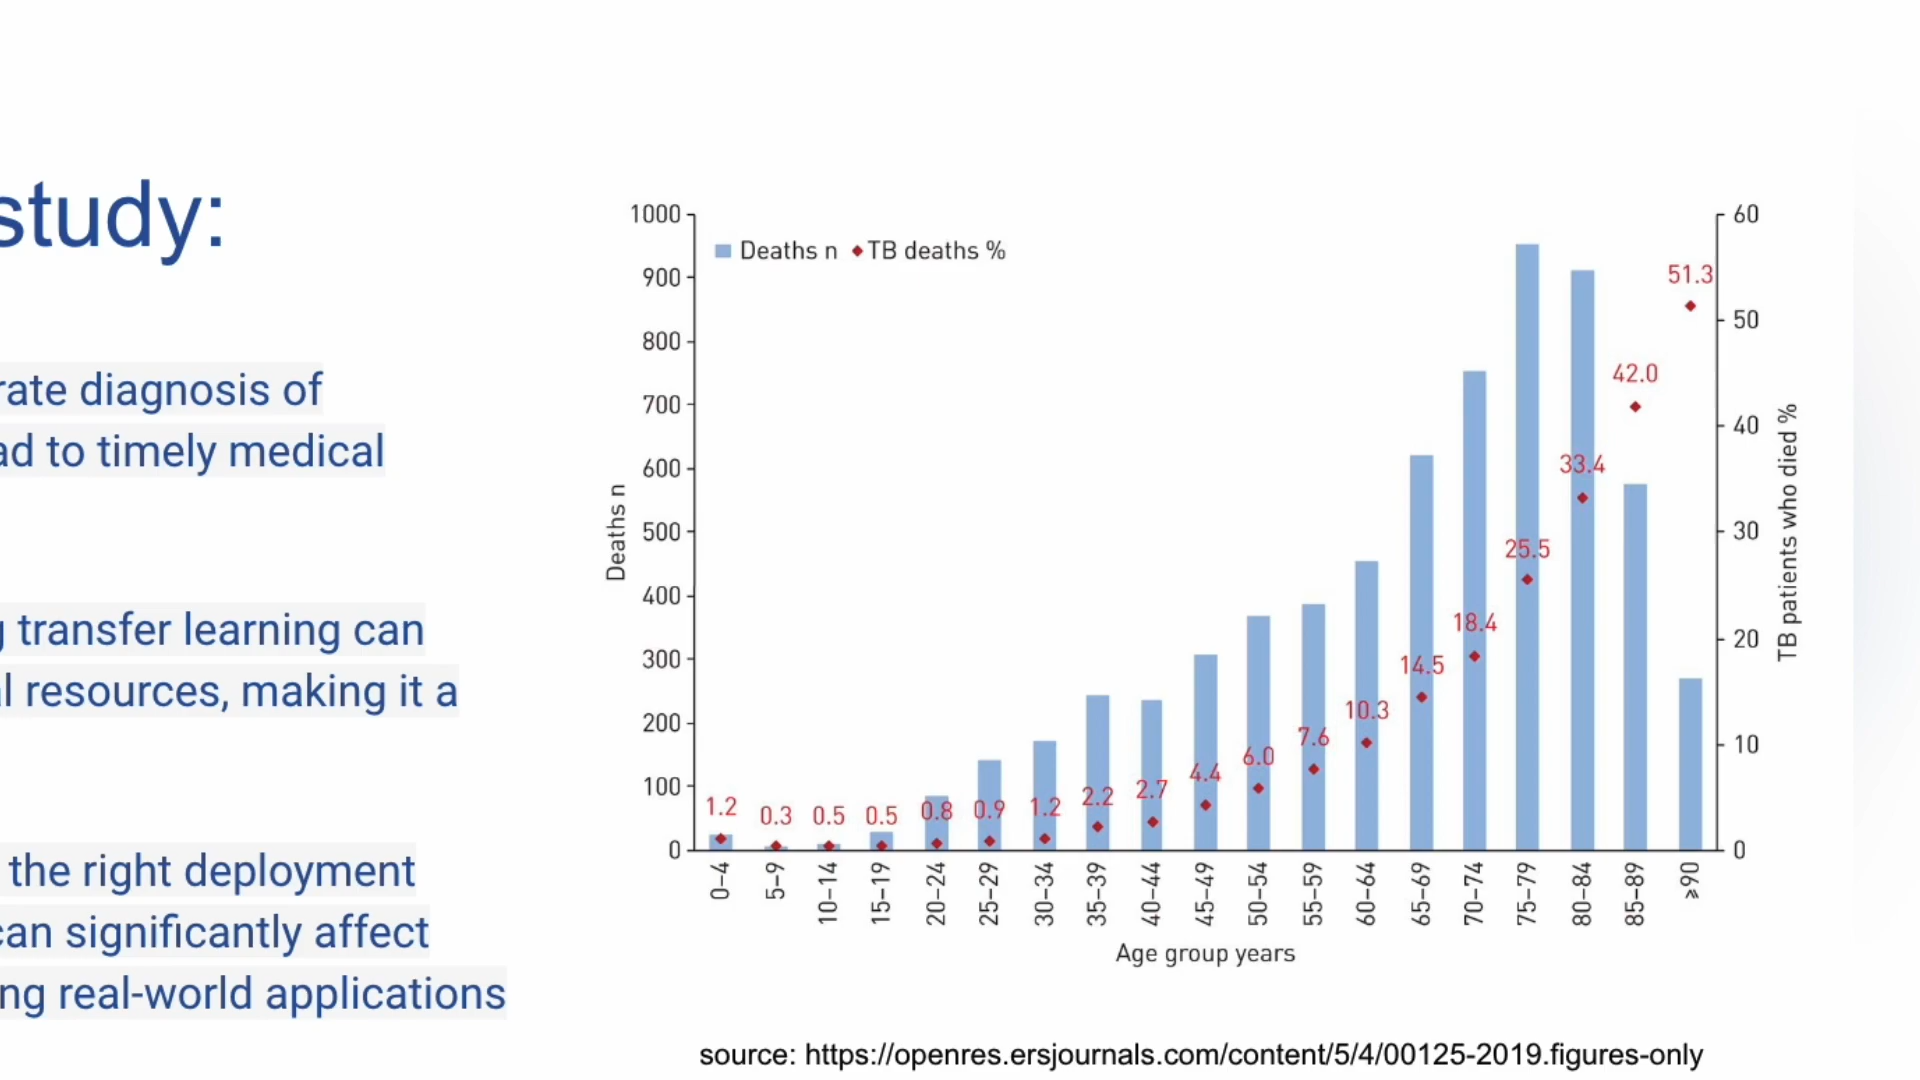 study:
rate diagnosis of
ad to timely medical
g transfer learning can
al resources, making it a
the right deployment
can significantly affect
ng real-world applications
Deaths n TB deaths %
1000
900
800
700
600
500
400
300
200
100
0
Deaths n
60
50
40
30
20
10
0
TB patients who died %
1.2 0.3 0.5 0.5 0.8 0.9 1.2 2.2 2.7 4.4 6.0 7.6 10.3 14.5 18.4 25.5 33.4 42.0 51.3
0–4 5–9 10–14 15–19 20–24 25–29 30–34 35–39 40–44 45–49 50–54 55–59 60–64 65–69 70–74 75–79 80–84 85–89 ≥90
Age group years
source: https://openres.ersjournals.com/content/5/4/00125-2019.figures-only